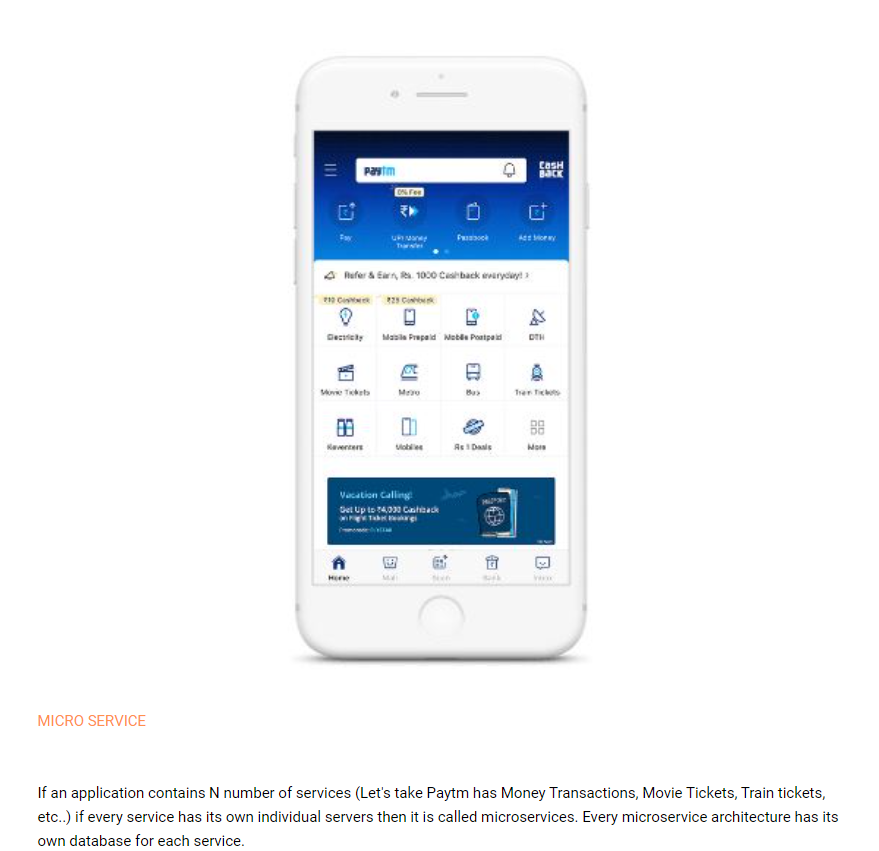 paytm
CASH
BACK
0% Fee
Pay
UPI Money
Transfer
Passbook
Add Money
Refer & Earn, Rs. 1000 Cashback everyday! >
₹10 Cashback
₹25 Cashback
Electricity
Mobile Prepaid
Mobile Postpaid
DTH
Movie Tickets
Metro
Bus
Train Tickets
Keventers
Mobiles
Rs 1 Deals
More
Vacation Calling!
Get Up to ₹4,000 Cashback
on Flight Ticket Bookings
PASSPORT
Home
Mall
Scan
Bank
Inbox
MICRO SERVICE
If an application contains N number of services (Let's take Paytm has Money Transactions, Movie Tickets, Train tickets,
etc..) if every service has its own individual servers then it is called microservices. Every microservice architecture has its
own database for each service.